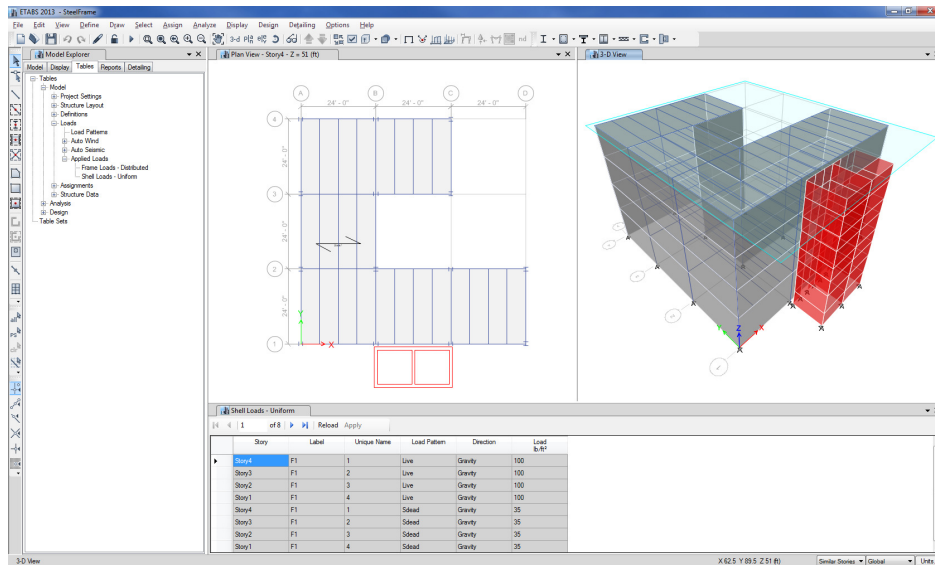 ETABS 2013 - SteelFrame
File Edit View Define Draw Select Assign Analyze Display Design Detailing Options Help
3-d
nd
Model Explorer
Model Display Tables Reports Detailing
Tables
Model
Project Settings
Structure Layout
Definitions
Loads
Load Patterns
Auto Wind
Auto Seismic
Applied Loads
Frame Loads - Distributed
Shell Loads - Uniform
Assignments
Structure Data
Analysis
Design
Table Sets
Plan View - Story4 - Z = 51 (ft)
A B C D
24' - 0" 24' - 0" 24' - 0"
4
24' - 0"
3
24' - 0"
2
24' - 0"
Y
1
X
3-D View
Z
Y X
Shell Loads - Uniform
1 of 8 Reload Apply
Story Label Unique Name Load Pattern Direction Load lb/ft²
Story4 F1 1 Live Gravity 100
Story3 F1 2 Live Gravity 100
Story2 F1 3 Live Gravity 100
Story1 F1 4 Live Gravity 100
Story4 F1 1 Sdead Gravity 35
Story3 F1 2 Sdead Gravity 35
Story2 F1 3 Sdead Gravity 35
Story1 F1 4 Sdead Gravity 35
3-D View X 62.5 Y 89.5 Z 51 (ft) Similar Stories Global Units